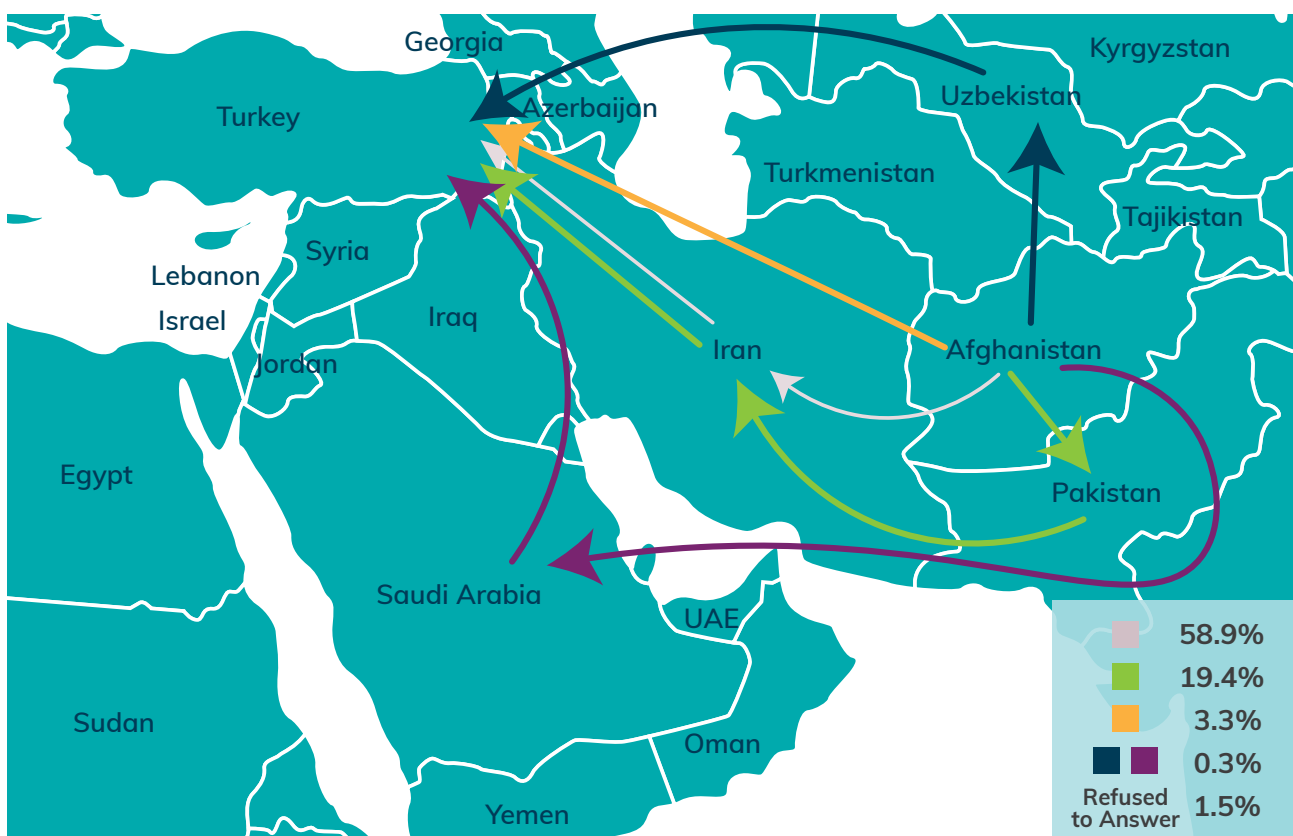 Georgia
Kyrgyzstan
Uzbekistan
Azerbaijan
Turkey
Turkmenistan
Tajikistan
Syria
Lebanon
Israel
Iraq
Jordan
Iran
Afghanistan
Egypt
Pakistan
Saudi Arabia
UAE
Sudan
Oman
Yemen
58.9%
19.4%
3.3%
0.3%
Refused
to Answer 1.5%